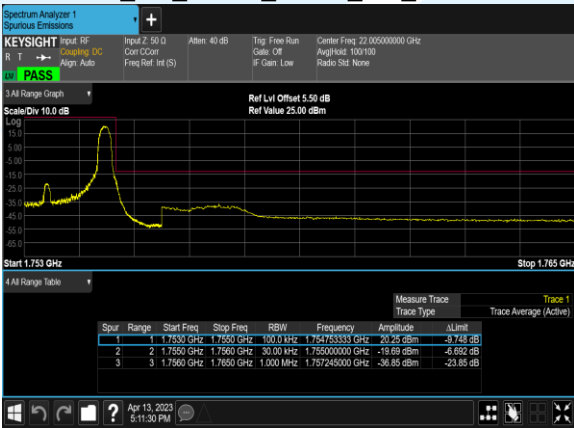 Spectrum Analyzer 1
Spurious Emissions
KEYSIGHT Input: RF Input Z: 50 Ω Atten: 40 dB Trig: Free Run Center Freq: 22.005000000 GHz
R T Coupling: DC Corr CCorr Gate: Off Avg|Hold: 100/100
Align: Auto Freq Ref: Int (S) IF Gain: Low Radio Std: None
PASS
3 All Range Graph
Ref Lvl Offset 5.50 dB
Scale/Div 10.0 dB Ref Value 25.00 dBm
Log
15.0
5.00
-5.00
-15.0
-25.0
-35.0
-45.0
-55.0
-65.0
Start 1.753 GHz Stop 1.765 GHz
4 All Range Table
Measure Trace Trace 1
Trace Type Trace Average (Active)
Spur Range Start Freq Stop Freq RBW Frequency Amplitude ΔLimit
1 1 1.7530 GHz 1.7550 GHz 100.0 kHz 1.754753333 GHz 20.25 dBm -9.748 dB
2 2 1.7550 GHz 1.7560 GHz 30.00 kHz 1.755000000 GHz -19.69 dBm -6.692 dB
3 3 1.7560 GHz 1.7650 GHz 1.000 MHz 1.757245000 GHz -36.85 dBm -23.85 dB
? Apr 13, 2023
5:11:30 PM